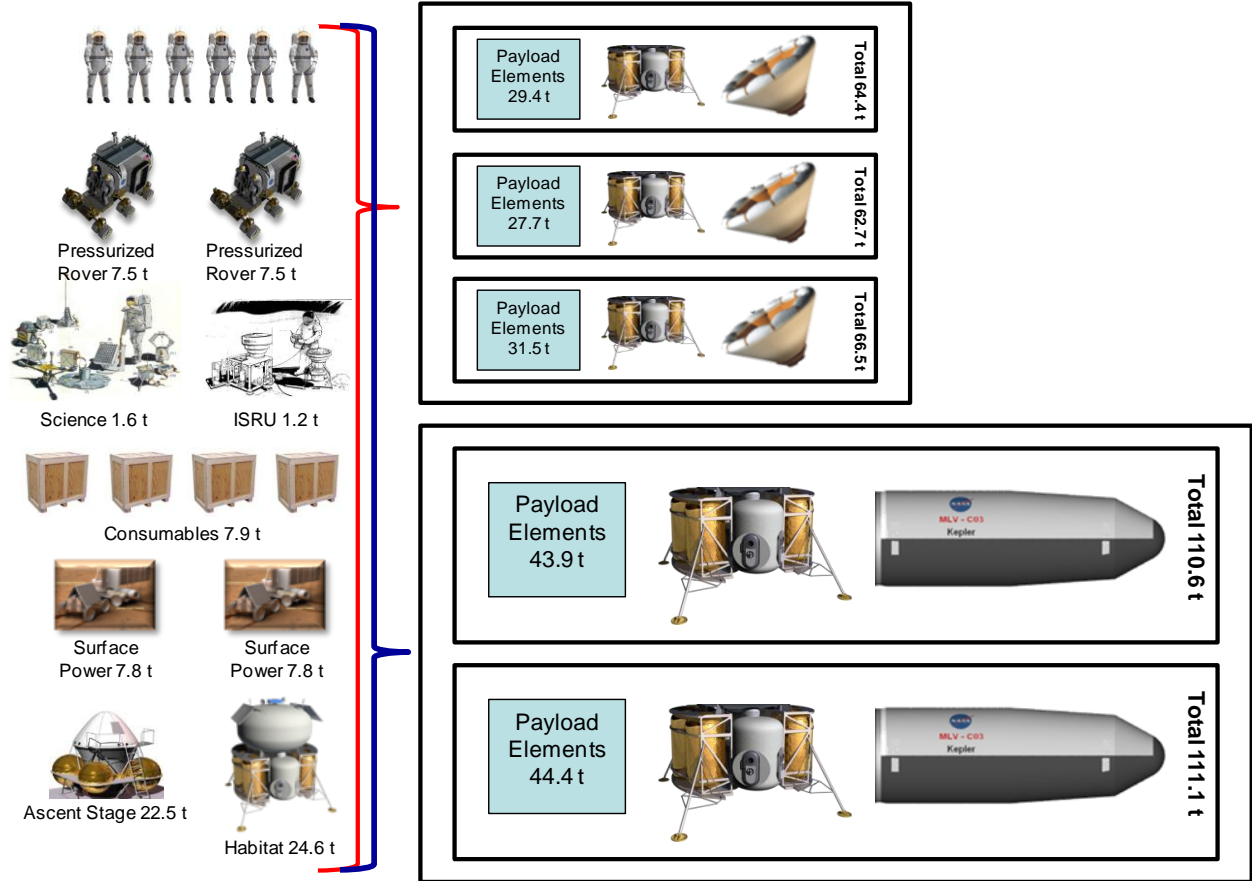 Pressurized
Rover 7.5 t
Pressurized
Rover 7.5 t
Science 1.6 t
ISRU 1.2 t
Consumables 7.9 t
Surface
Power 7.8 t
Surface
Power 7.8 t
Ascent Stage 22.5 t
Habitat 24.6 t
Payload
Elements
29.4 t
Total 64.4 t
Payload
Elements
27.7 t
Total 62.7 t
Payload
Elements
31.5 t
Total 66.5 t
Payload
Elements
43.9 t
NASA
MLV - C03
Kepler
Total 110.6 t
Payload
Elements
44.4 t
NASA
MLV - C03
Kepler
Total 111.1 t